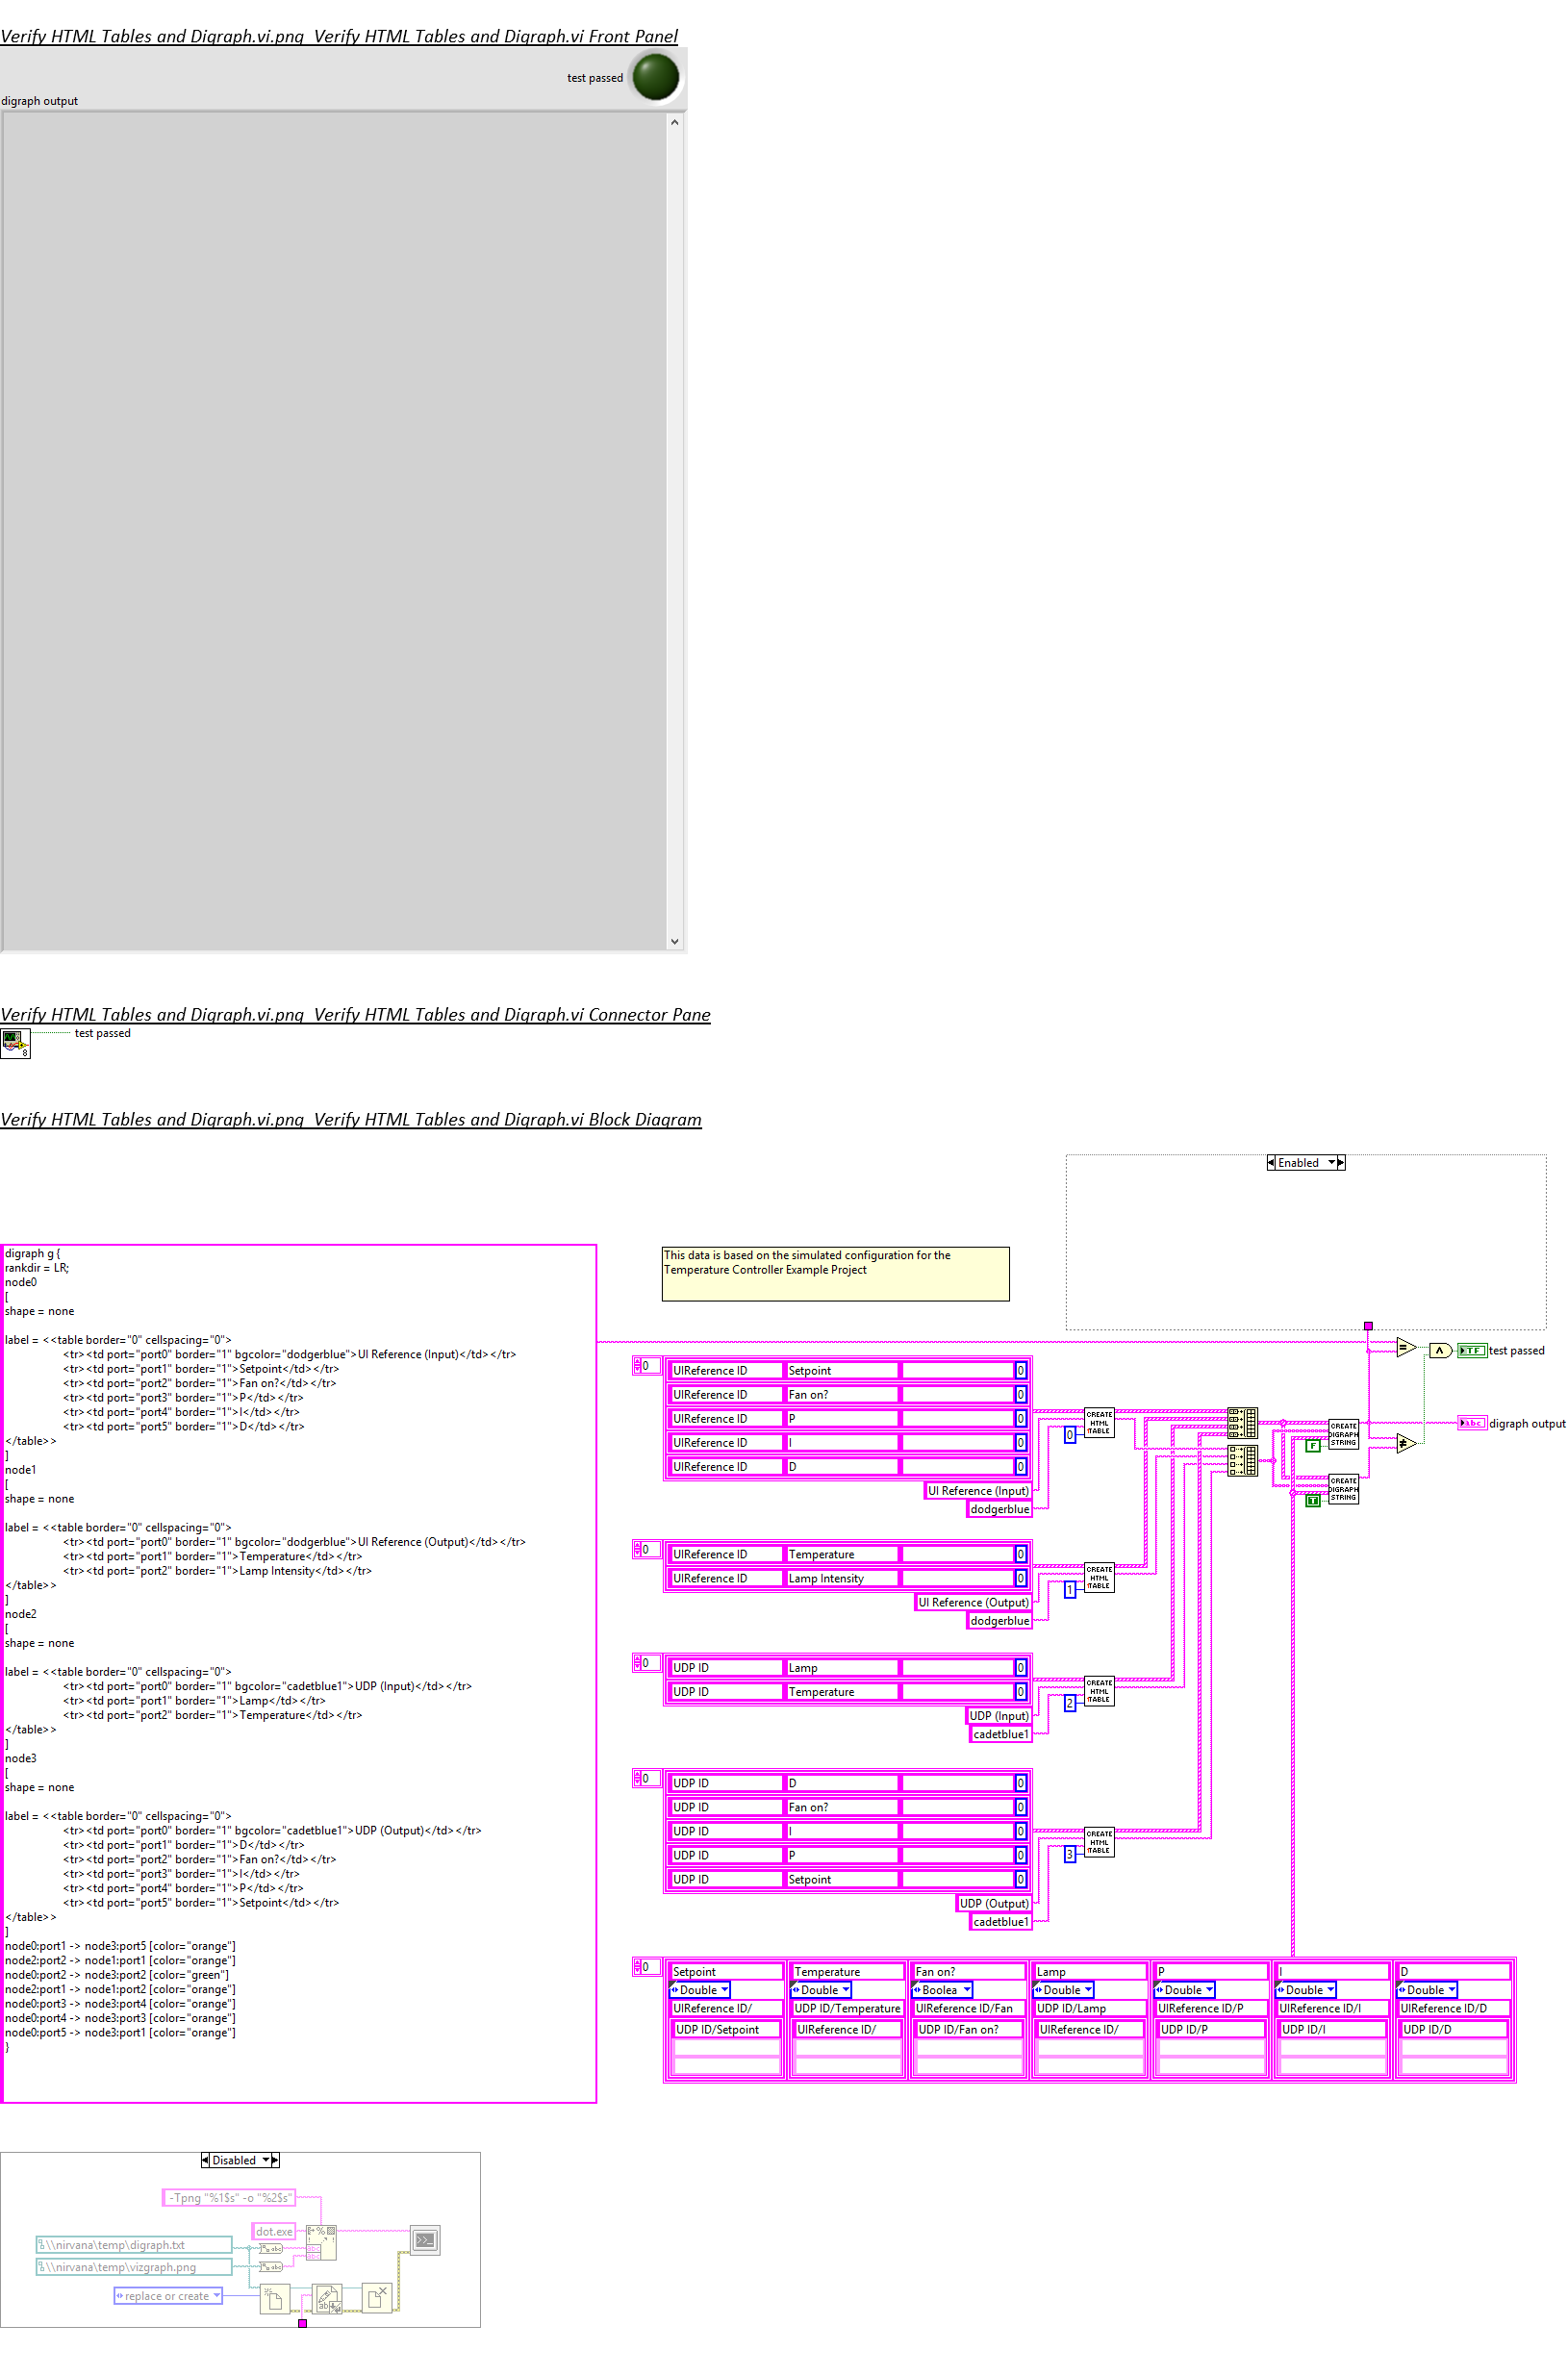 Verify HTML Tables and Digraph.vi.png  Verify HTML Tables and Digraph.vi Front Panel
test passed
digraph output
Verify HTML Tables and Digraph.vi.png  Verify HTML Tables and Digraph.vi Connector Pane
test passed
8
Verify HTML Tables and Digraph.vi.png  Verify HTML Tables and Digraph.vi Block Diagram
Enabled
digraph g {
rankdir = LR;
node0
[
shape = none
label = <<table border="0" cellspacing="0">
<tr><td port="port0" border="1" bgcolor="dodgerblue">UI Reference (Input)</td></tr>
<tr><td port="port1" border="1">Setpoint</td></tr>
<tr><td port="port2" border="1">Fan on?</td></tr>
<tr><td port="port3" border="1">P</td></tr>
<tr><td port="port4" border="1">I</td></tr>
<tr><td port="port5" border="1">D</td></tr>
</table>>
]
node1
[
shape = none
label = <<table border="0" cellspacing="0">
<tr><td port="port0" border="1" bgcolor="dodgerblue">UI Reference (Output)</td></tr>
<tr><td port="port1" border="1">Temperature</td></tr>
<tr><td port="port2" border="1">Lamp Intensity</td></tr>
</table>>
]
node2
[
shape = none
label = <<table border="0" cellspacing="0">
<tr><td port="port0" border="1" bgcolor="cadetblue1">UDP (Input)</td></tr>
<tr><td port="port1" border="1">Lamp</td></tr>
<tr><td port="port2" border="1">Temperature</td></tr>
</table>>
]
node3
[
shape = none
label = <<table border="0" cellspacing="0">
<tr><td port="port0" border="1" bgcolor="cadetblue1">UDP (Output)</td></tr>
<tr><td port="port1" border="1">D</td></tr>
<tr><td port="port2" border="1">Fan on?</td></tr>
<tr><td port="port3" border="1">I</td></tr>
<tr><td port="port4" border="1">P</td></tr>
<tr><td port="port5" border="1">Setpoint</td></tr>
</table>>
]
node0:port1 -> node3:port5 [color="orange"]
node2:port2 -> node1:port1 [color="orange"]
node0:port2 -> node3:port2 [color="green"]
node2:port1 -> node1:port2 [color="orange"]
node0:port3 -> node3:port4 [color="orange"]
node0:port4 -> node3:port3 [color="orange"]
node0:port5 -> node3:port1 [color="orange"]
}
This data is based on the simulated configuration for the
Temperature Controller Example Project
0 UIReference ID Setpoint 0
UIReference ID Fan on? 0
UIReference ID P 0
UIReference ID I 0
UIReference ID D 0
UI Reference (Input)
dodgerblue
0
CREATE
HTML
TABLE
0 UIReference ID Temperature 0
UIReference ID Lamp Intensity 0
UI Reference (Output)
dodgerblue
1
CREATE
HTML
TABLE
0 UDP ID Lamp 0
UDP ID Temperature 0
UDP (Input)
cadetblue1
2
CREATE
HTML
TABLE
0 UDP ID D 0
UDP ID Fan on? 0
UDP ID I 0
UDP ID P 0
UDP ID Setpoint 0
UDP (Output)
cadetblue1
3
CREATE
HTML
TABLE
F
CREATE
DIGRAPH
STRING
T
CREATE
DIGRAPH
STRING
=
≠
∧
TF test passed
abc digraph output
0 Setpoint Temperature Fan on? Lamp P I D
Double Double Boolea Double Double Double Double
UIReference ID/ UDP ID/Temperature UIReference ID/Fan UDP ID/Lamp UIReference ID/P UIReference ID/I UIReference ID/D
UDP ID/Setpoint UIReference ID/ UDP ID/Fan on? UIReference ID/ UDP ID/P UDP ID/I UDP ID/D
Disabled
-Tpng "%1$s" -o "%2$s"
dot.exe
\\nirvana\temp\digraph.txt
\\nirvana\temp\vizgraph.png
replace or create